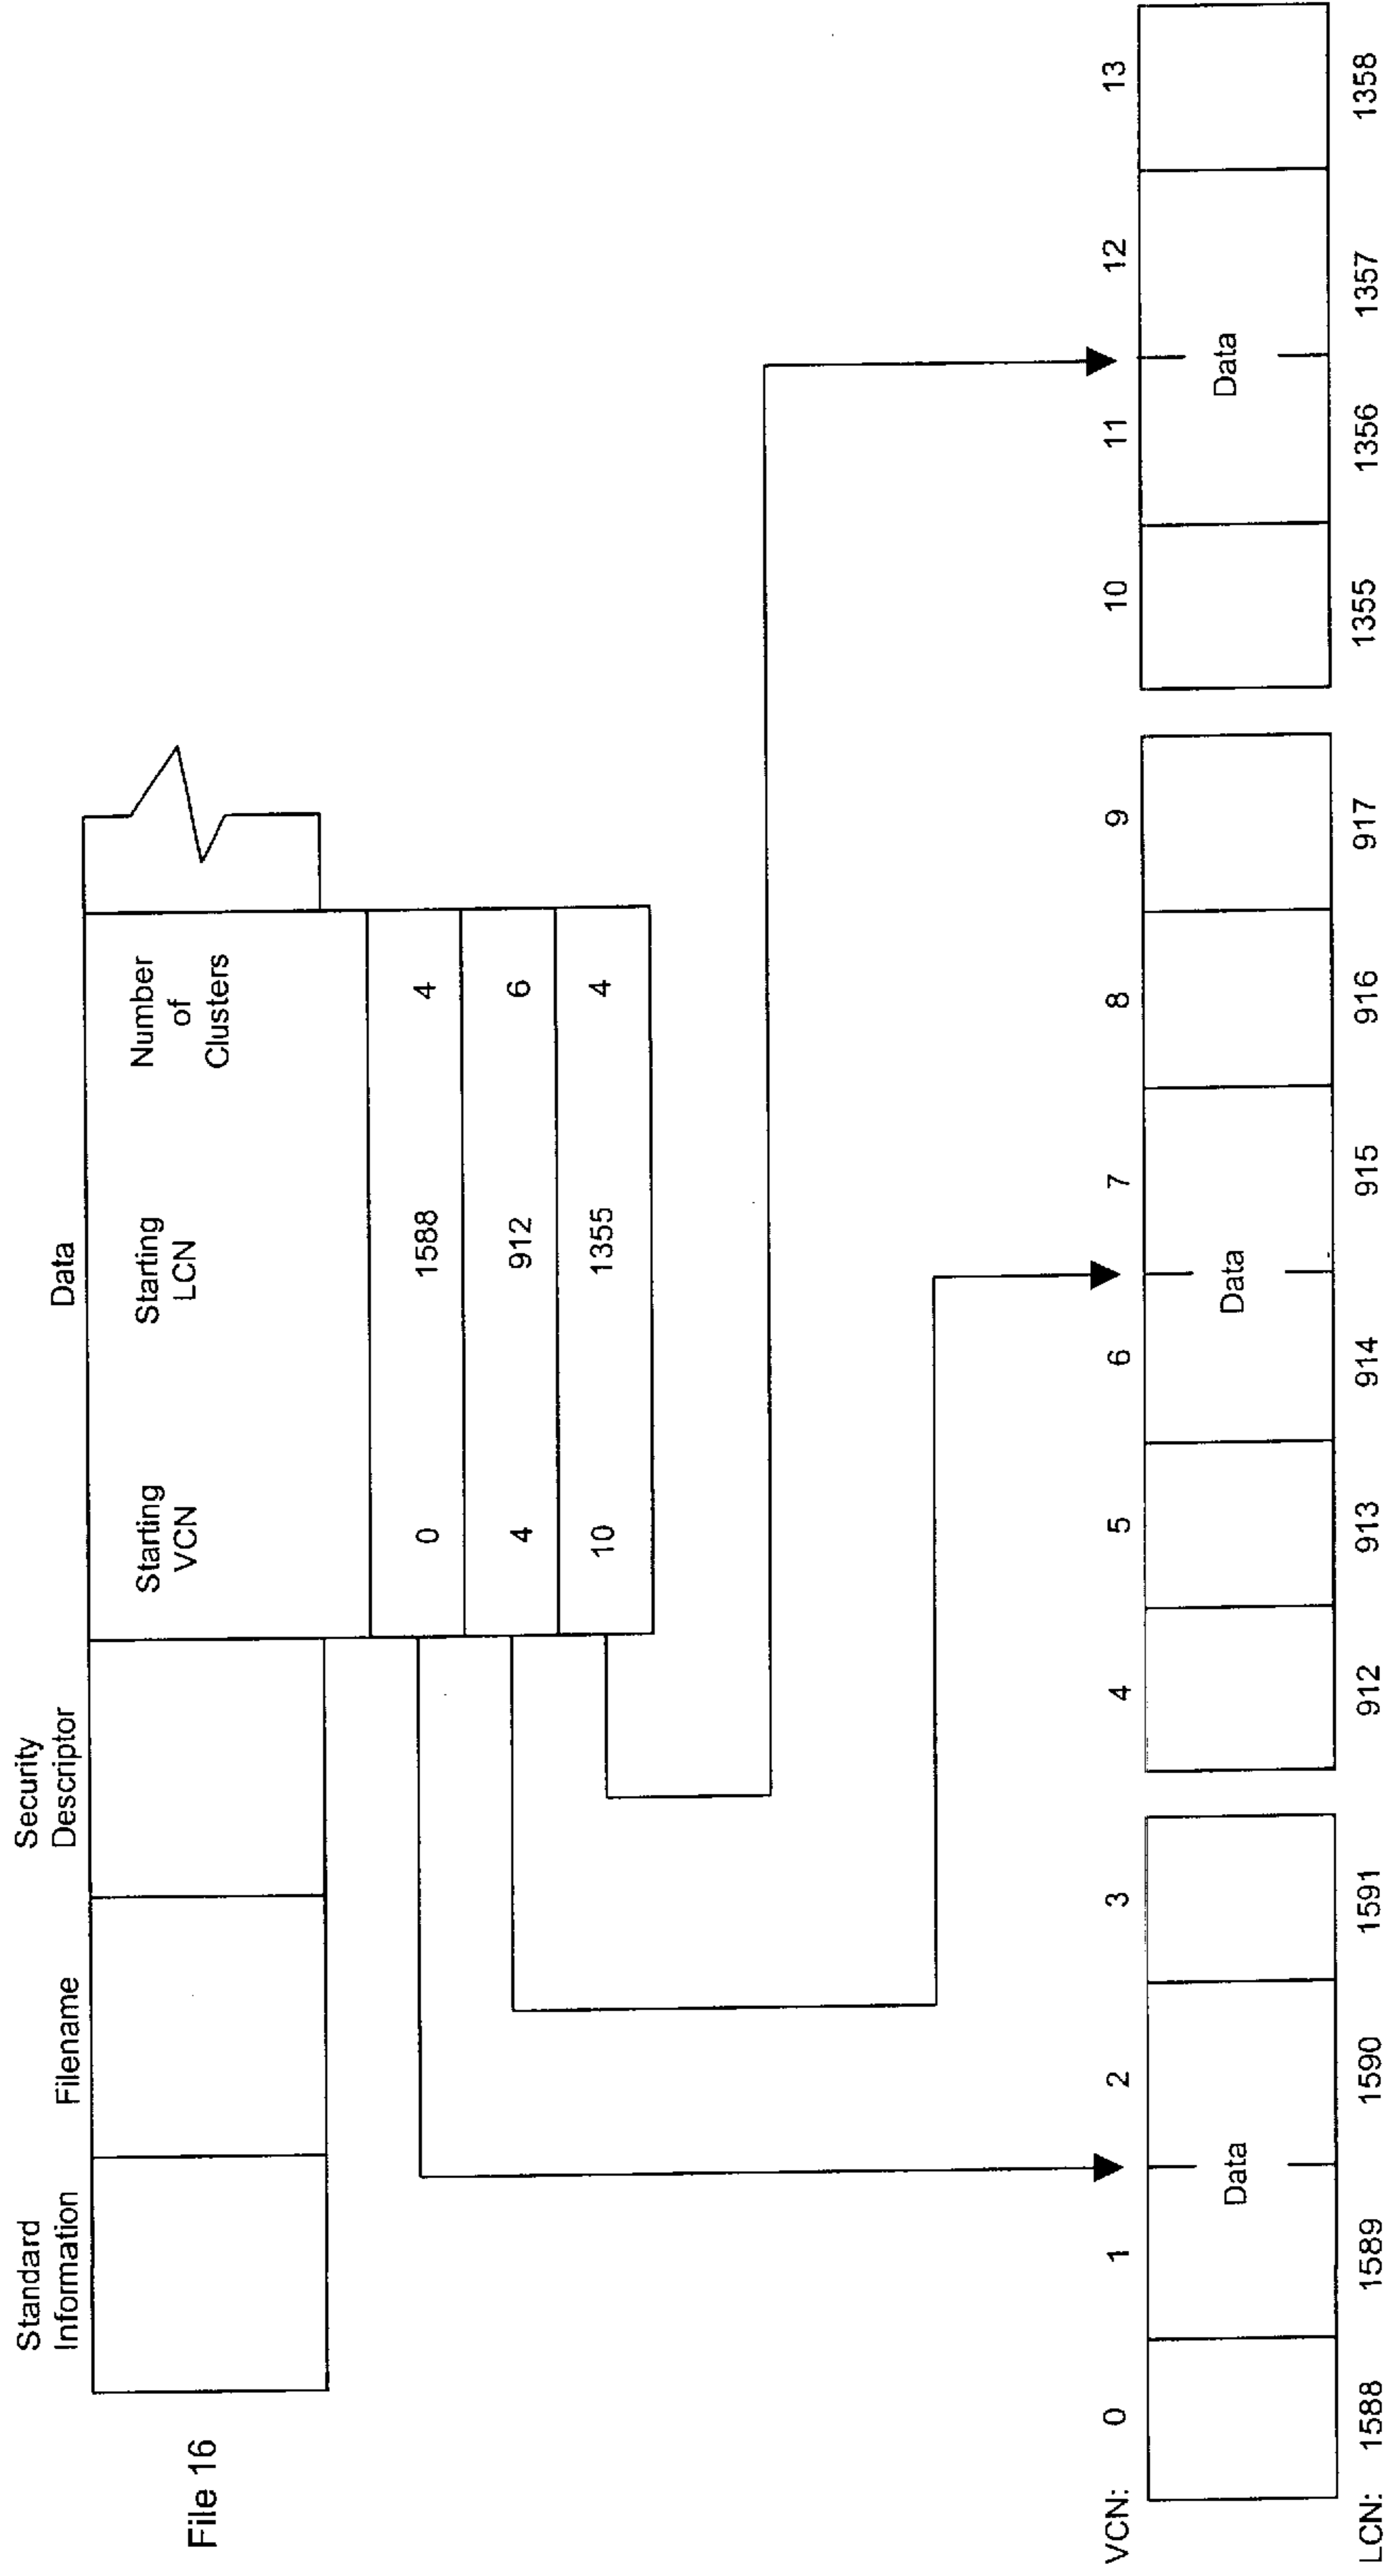 Standard
Information
Filename
Security
Descriptor
Data
File 16
Starting
VCN
Starting
LCN
Number
of
Clusters
0 1588 4
4 912 6
10 1355 4
VCN: 0 1 2 3 4 5 6 7 8 9 10 11 12 13
Data Data Data
LCN: 1588 1589 1590 1591 912 913 914 915 916 917 1355 1356 1357 1358